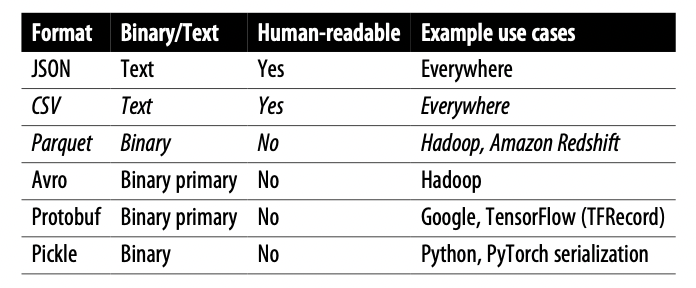 Format Binary/Text Human-readable Example use cases
JSON Text Yes Everywhere
CSV Text Yes Everywhere
Parquet Binary No Hadoop, Amazon Redshift
Avro Binary primary No Hadoop
Protobuf Binary primary No Google, TensorFlow (TFRecord)
Pickle Binary No Python, PyTorch serialization